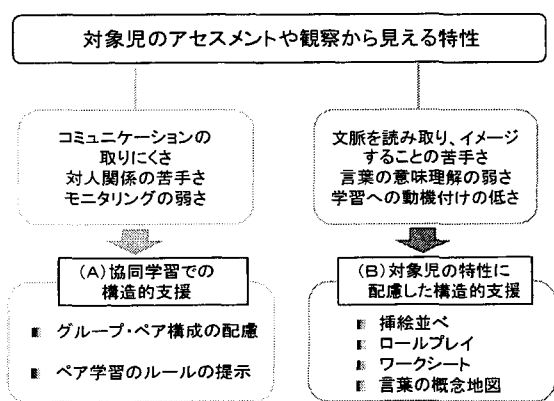 対象児のアセスメントや観察から見える特性
コミュニケーションの
取りにくさ
対人関係の苦手さ
モニタリングの弱さ
文脈を読み取り、イメージ
することの苦手さ
言葉の意味理解の弱さ
学習への動機付けの低さ
(A)協同学習での
構造的支援
グループ・ペア構成の配慮
ペア学習のルールの提示
(B)対象児の特性に
配慮した構造的支援
挿絵並べ
ロールプレイ
ワークシート
言葉の概念地図